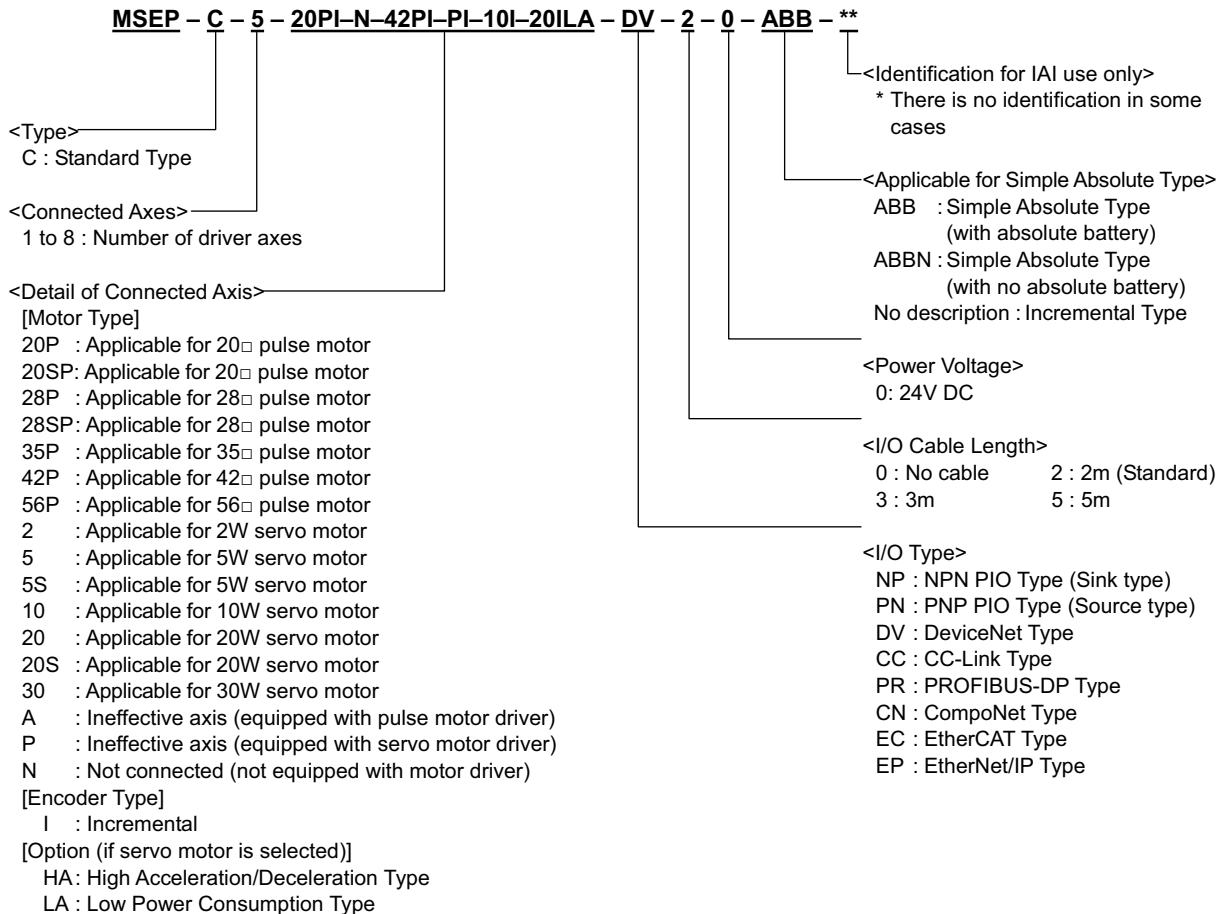 MSEP – C – 5 – 20PI–N–42PI–PI–10I–20ILA – DV – 2 – 0 – ABB – **
<Type>
C : Standard Type
<Connected Axes>
1 to 8 : Number of driver axes
<Detail of Connected Axis>
[Motor Type]
20P : Applicable for 20□ pulse motor
20SP: Applicable for 20□ pulse motor
28P : Applicable for 28□ pulse motor
28SP: Applicable for 28□ pulse motor
35P : Applicable for 35□ pulse motor
42P : Applicable for 42□ pulse motor
56P : Applicable for 56□ pulse motor
2 : Applicable for 2W servo motor
5 : Applicable for 5W servo motor
5S : Applicable for 5W servo motor
10 : Applicable for 10W servo motor
20 : Applicable for 20W servo motor
20S : Applicable for 20W servo motor
30 : Applicable for 30W servo motor
A : Ineffective axis (equipped with pulse motor driver)
P : Ineffective axis (equipped with servo motor driver)
N : Not connected (not equipped with motor driver)
[Encoder Type]
I : Incremental
[Option (if servo motor is selected)]
HA : High Acceleration/Deceleration Type
LA : Low Power Consumption Type
<Identification for IAI use only>
* There is no identification in some
cases
<Applicable for Simple Absolute Type>
ABB : Simple Absolute Type
(with absolute battery)
ABBN : Simple Absolute Type
(with no absolute battery)
No description : Incremental Type
<Power Voltage>
0: 24V DC
<I/O Cable Length>
0 : No cable 2 : 2m (Standard)
3 : 3m 5 : 5m
<I/O Type>
NP : NPN PIO Type (Sink type)
PN : PNP PIO Type (Source type)
DV : DeviceNet Type
CC : CC-Link Type
PR : PROFIBUS-DP Type
CN : CompoNet Type
EC : EtherCAT Type
EP : EtherNet/IP Type